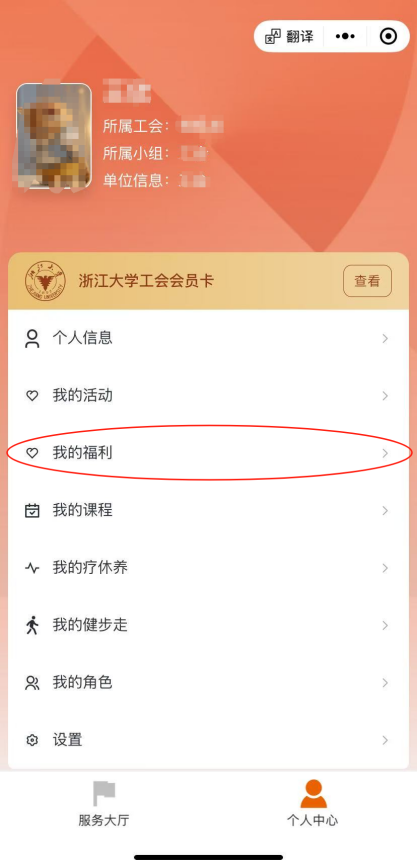 翻译
所属工会：
所属小组：
单位信息：
浙江大学工会会员卡
查看
个人信息
我的活动
我的福利
我的课程
我的疗休养
我的健步走
我的角色
设置
服务大厅
个人中心